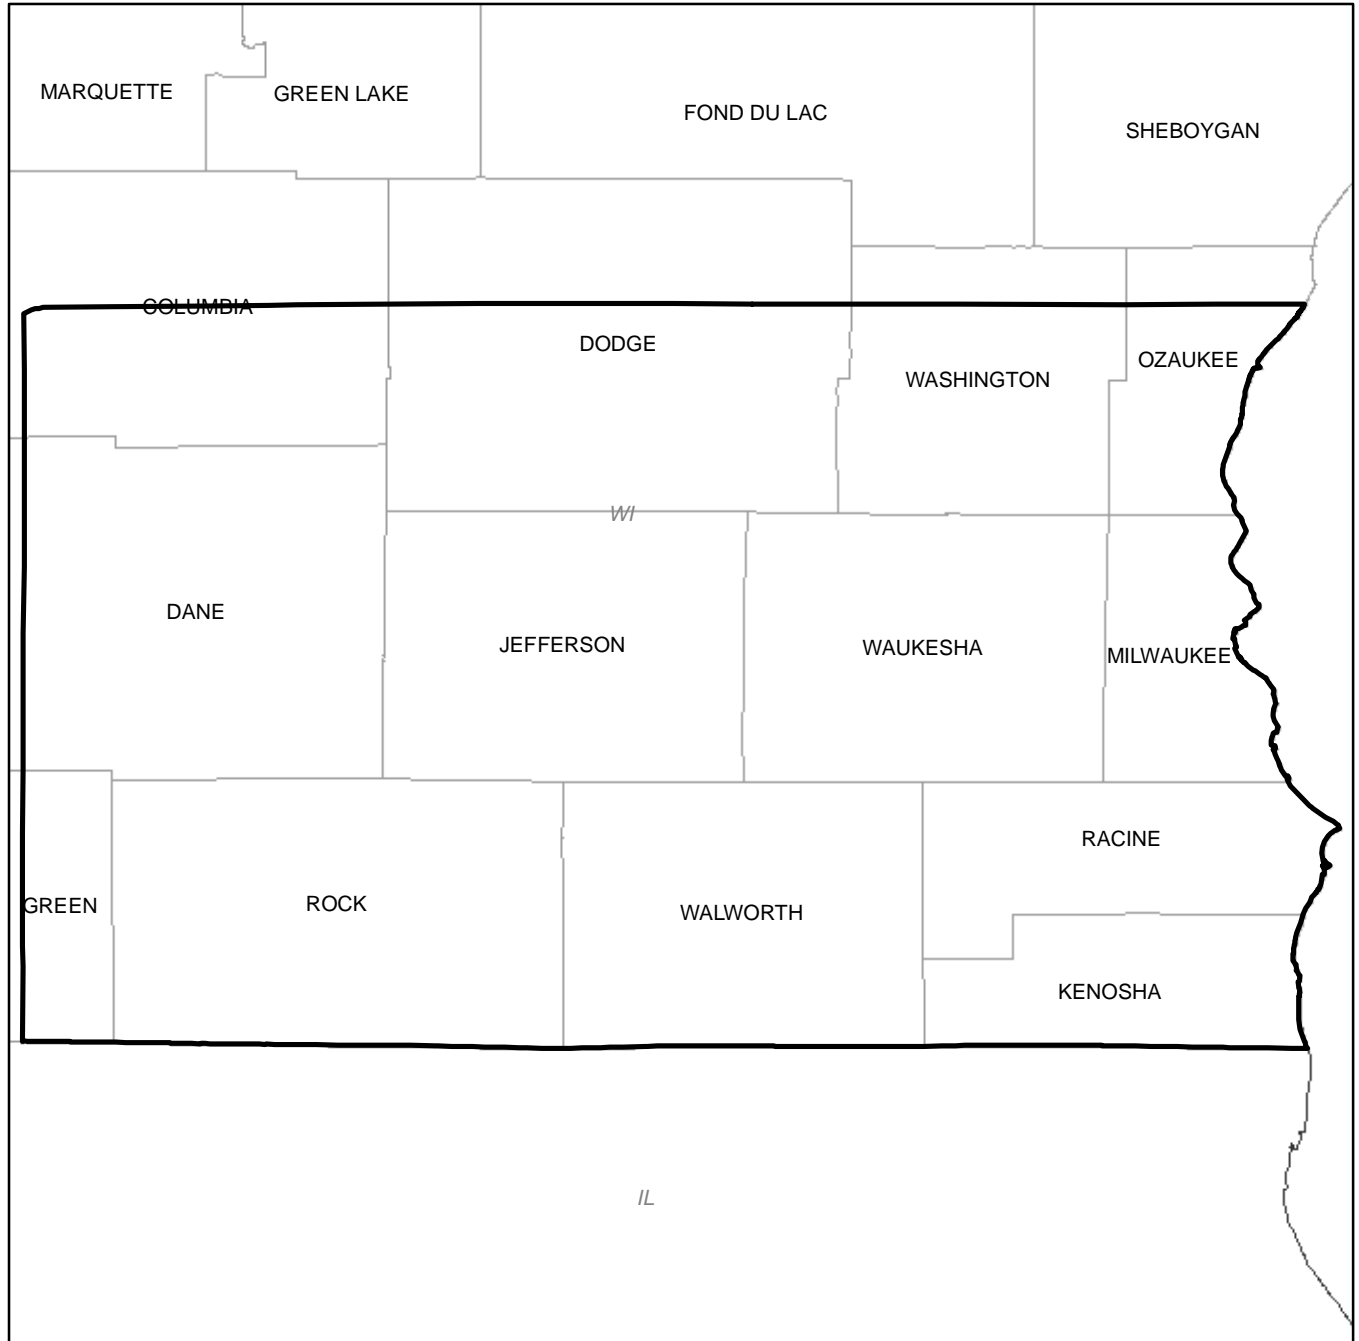 MARQUETTE
GREEN LAKE
FOND DU LAC
SHEBOYGAN
COLUMBIA
DODGE
OZAUKEE
WASHINGTON
WI
DANE
JEFFERSON
WAUKESHA
MILWAUKEE
RACINE
GREEN
ROCK
WALWORTH
KENOSHA
IL